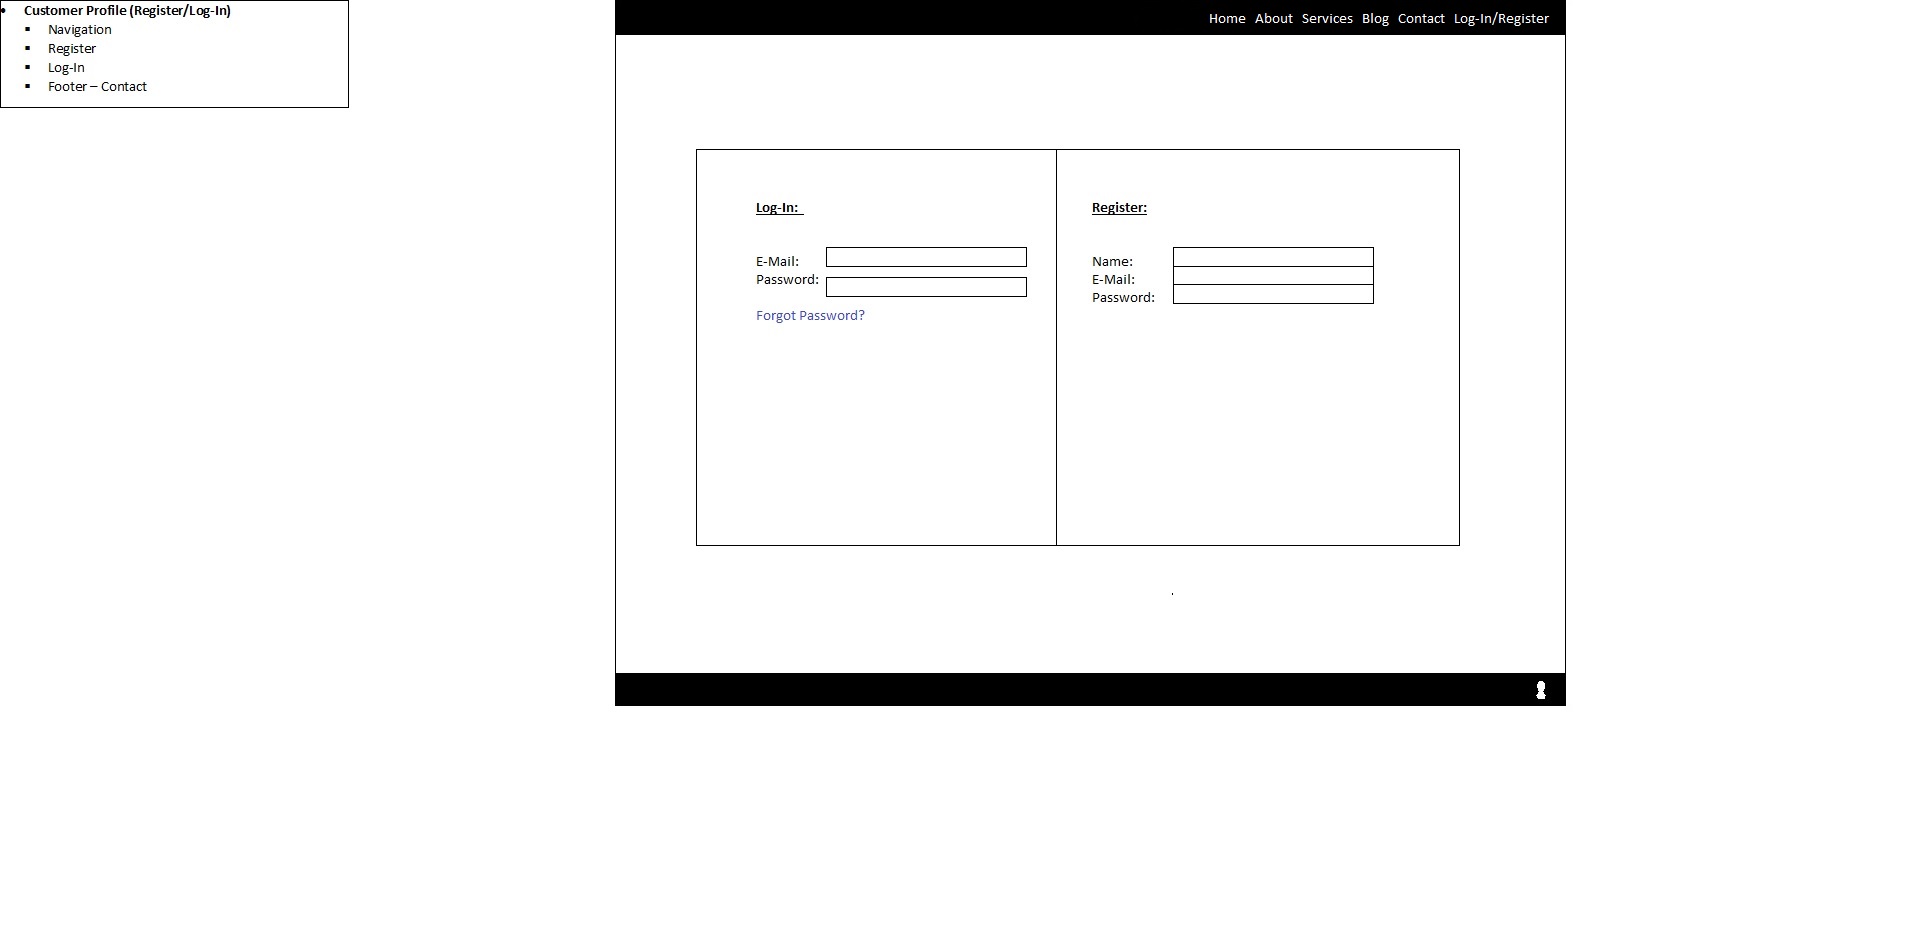 • Customer Profile (Register/Log-In)
▪ Navigation
▪ Register
▪ Log-In
▪ Footer – Contact
Home About Services Blog Contact Log-In/Register
Log-In:
E-Mail:
Password:
Forgot Password?
Register:
Name:
E-Mail:
Password: